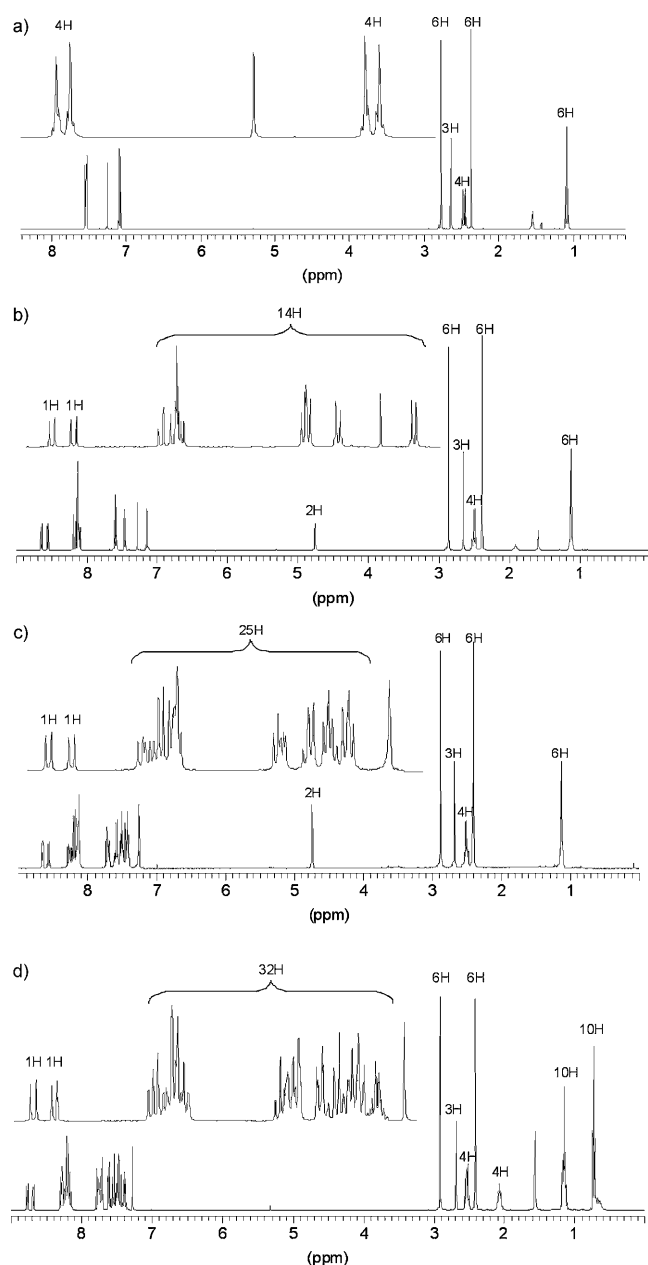 a)
4H 4H 6H 6H
3H 6H
4H
8 7 6 5 4 3 2 1
(ppm)
b)
14H 6H 6H
1H 1H
3H 6H
2H 4H
8 7 6 5 4 3 2 1
(ppm)
c)
25H 6H 6H
1H 1H
3H 6H
2H 4H
8 7 6 5 4 3 2 1
(ppm)
d)
32H 6H 6H
10H
1H 1H
10H
3H
4H 4H
8 7 6 5 4 3 2 1
(ppm)